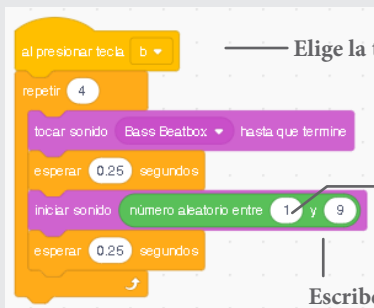 al presionar tecla b
Elige la
repetir 4
tocar sonido Bass Beatbox hasta que termine
esperar 0.25 segundos
iniciar sonido número aleatorio entre 1 y 9
esperar 0.25 segundos
Escrib